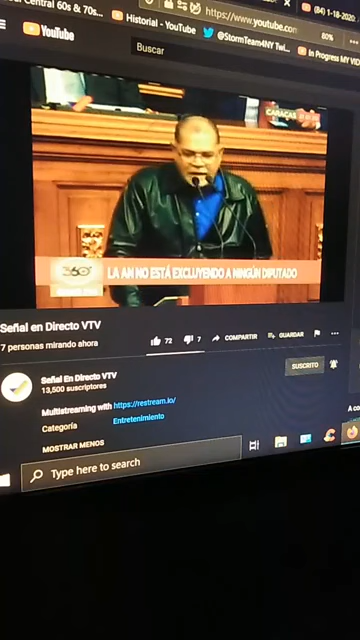 Central 60s & 70s...
Historial - YouTube
@StormTeam4NY Twi...
https://www.youtube.com
(84) 1-18-2020
80%
In Progress MY VID
YouTube
Buscar
CARACAS
360°
LA AN NO ESTÁ EXCLUYENDO A NINGÚN DIPUTADO
Señal en Directo VTV
7 personas mirando ahora
72
7
COMPARTIR
GUARDAR
Señal En Directo VTV
13,500 suscriptores
SUSCRITO
Multistreaming with https://restream.io/
Categoría
Entretenimiento
MOSTRAR MENOS
Type here to search